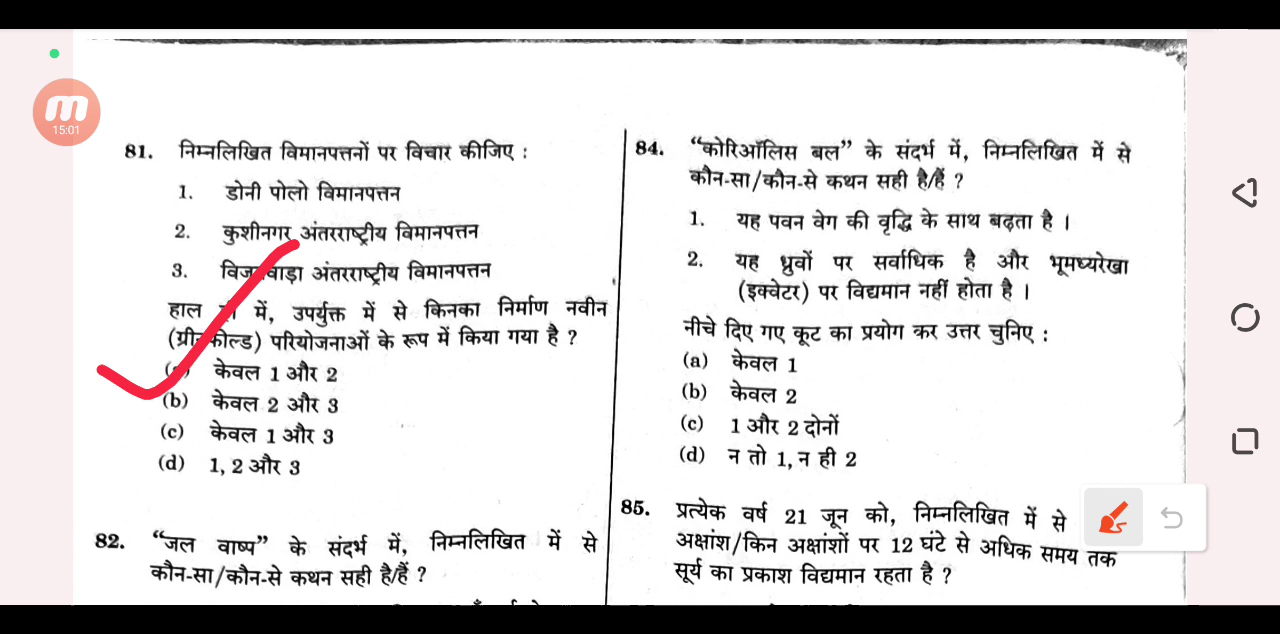 m
15:01
81. निम्नलिखित विमानपत्तनों पर विचार कीजिए :
1. डोनी पोलो विमानपत्तन
2. कुशीनगर अंतरराष्ट्रीय विमानपत्तन
3. अंतरराष्ट्रीय विमानपत्तन
हाल में, उपर्युक्त में से किनका निर्माण नवीन
परियोजनाओं के रूप में किया गया है ?
केवल 1 और 2
(b) केवल 2 और 3
(c) केवल 1 और 3
(d) 1, 2 और 3
82. “जल वाष्प” के संदर्भ में, निम्नलिखित में से
कौन-सा/कौन-से कथन सही है/हैं ?
84. “कोरिऑलिस बल” के संदर्भ में, निम्नलिखित में से
कौन-सा/कौन-से कथन सही है/हैं ?
1. यह पवन वेग की वृद्धि के साथ बढ़ता है ।
2. यह ध्रुवों पर सर्वाधिक है और भूमध्यरेखा
(इक्वेटर) पर विद्यमान नहीं होता है ।
नीचे दिए गए कूट का प्रयोग कर उत्तर चुनिए :
(a) केवल 1
(b) केवल 2
(c) 1 और 2 दोनों
(d) न तो 1, न ही 2
85. प्रत्येक वर्ष 21 जून को, निम्नलिखित में से
अक्षांश/किन अक्षांशों पर 12 घंटे से अधिक समय तक
सूर्य का प्रकाश विद्यमान रहता है ?